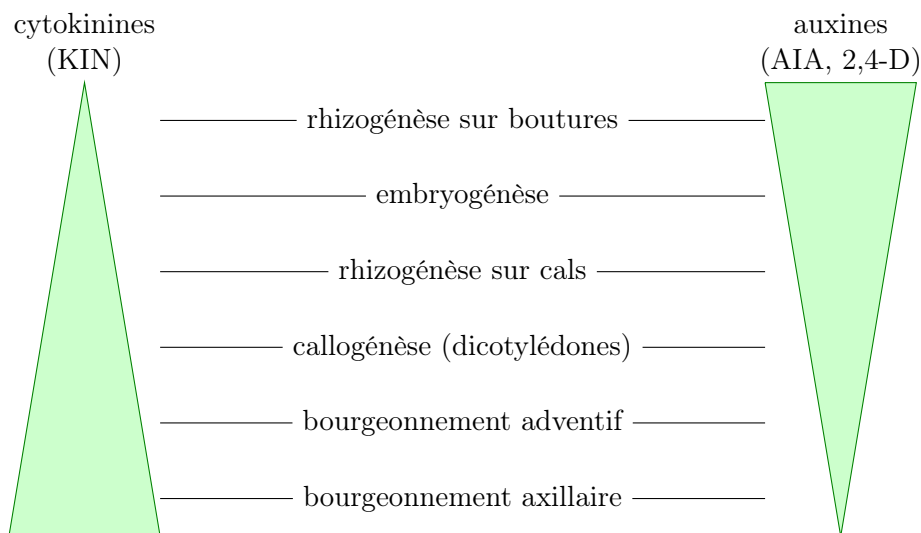 cytokinines
(KIN)
auxines
(AIA, 2,4-D)
rhizogénèse sur boutures
embryogénèse
rhizogénèse sur cals
callogénèse (dicotylédones)
bourgeonnement adventif
bourgeonnement axillaire